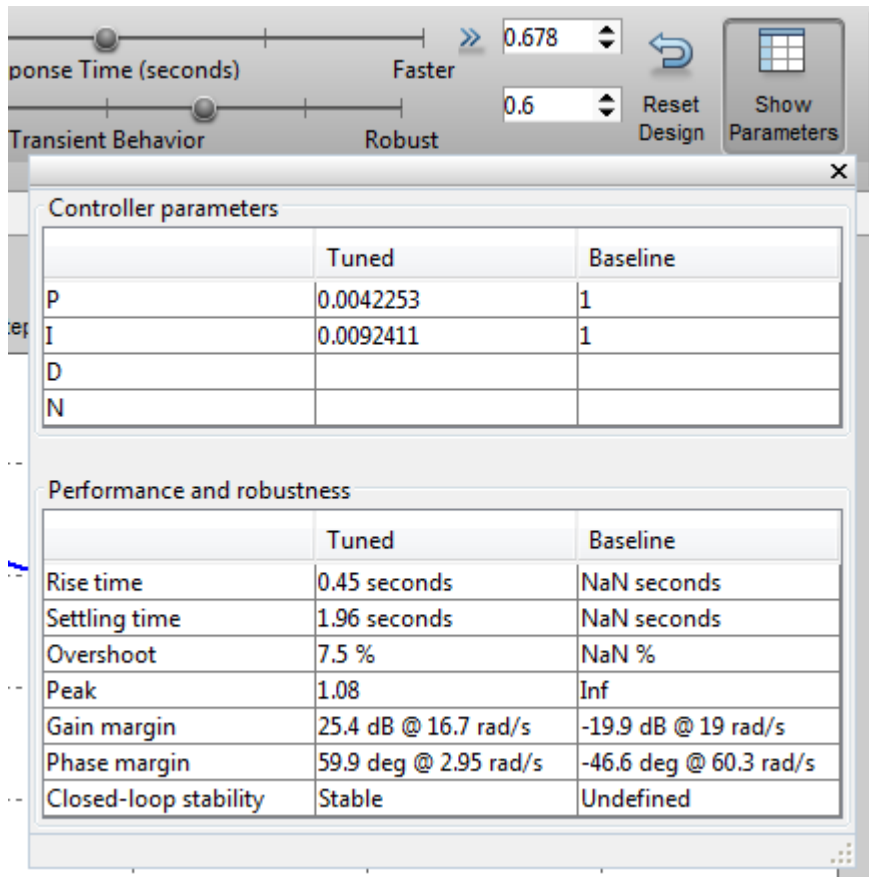 0.678
ponse Time (seconds) Faster
0.6
Reset Design
Show Parameters
Transient Behavior Robust
Controller parameters
Tuned Baseline
P 0.0042253 1
I 0.0092411 1
D
N
tep
Performance and robustness
Tuned Baseline
Rise time 0.45 seconds NaN seconds
Settling time 1.96 seconds NaN seconds
Overshoot 7.5 % NaN %
Peak 1.08 Inf
Gain margin 25.4 dB @ 16.7 rad/s -19.9 dB @ 19 rad/s
Phase margin 59.9 deg @ 2.95 rad/s -46.6 deg @ 60.3 rad/s
Closed-loop stability Stable Undefined